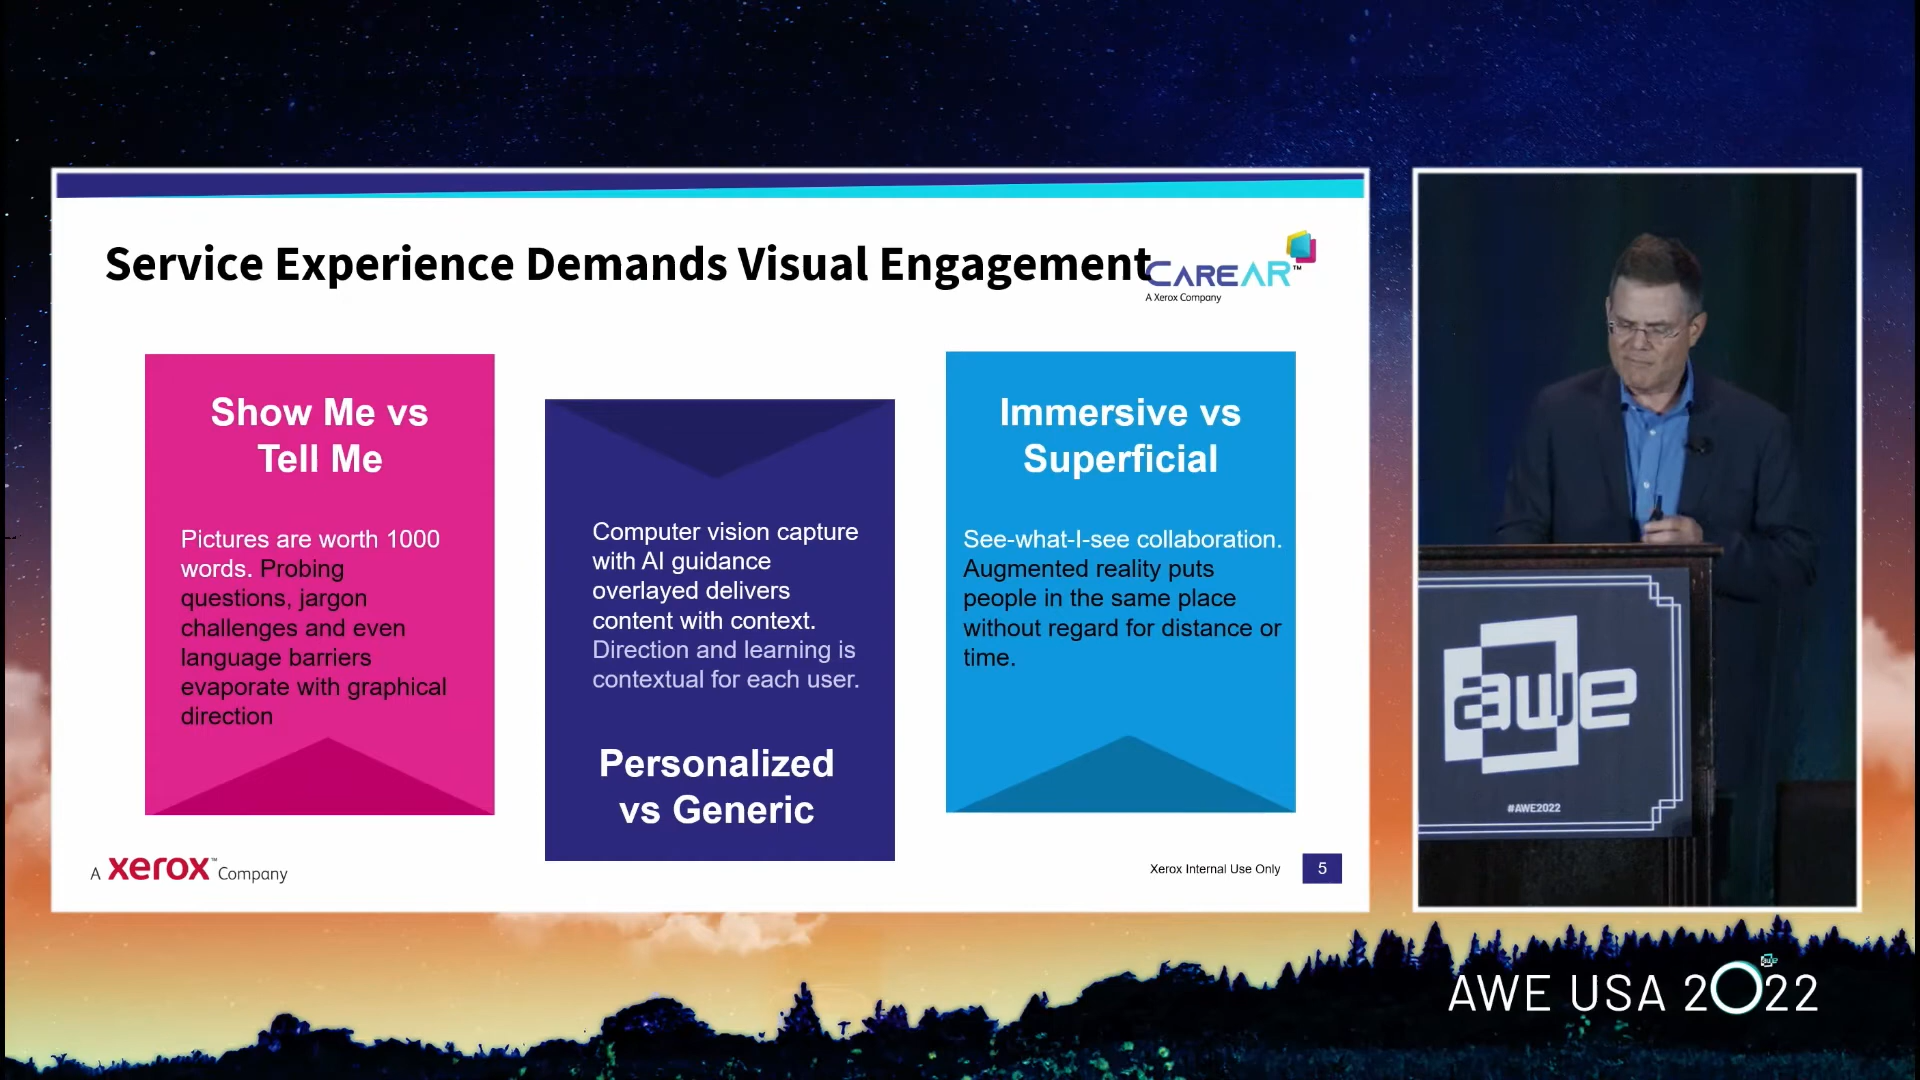 Service Experience Demands Visual Engagement
CAREAR™
A Xerox Company
Show Me vs
Tell Me
Pictures are worth 1000
words. Probing
questions, jargon
challenges and even
language barriers
evaporate with graphical
direction
Computer vision capture
with AI guidance
overlayed delivers
content with context.
Direction and learning is
contextual for each user.
Personalized
vs Generic
Immersive vs
Superficial
See-what-I-see collaboration.
Augmented reality puts
people in the same place
without regard for distance or
time.
A xerox™ Company
Xerox Internal Use Only
5
awe
#AWE2022
AWE USA 2022